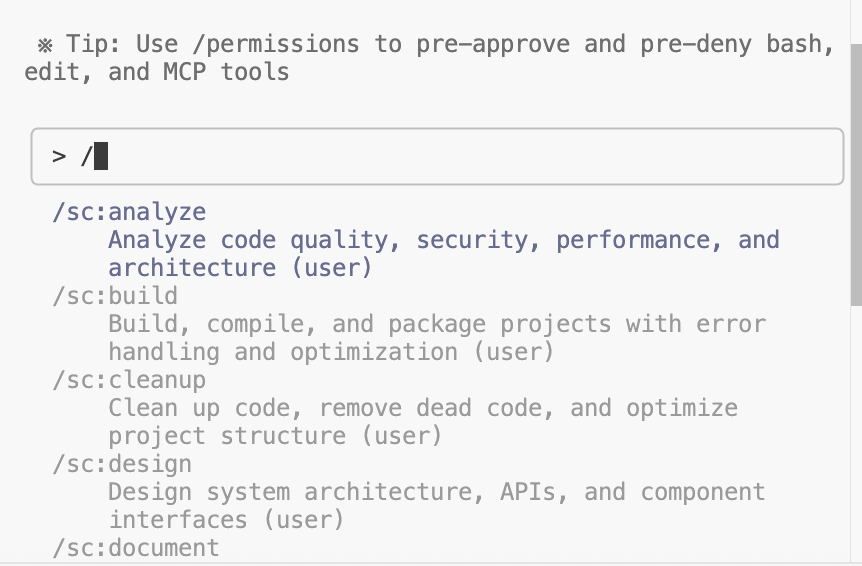 ※ Tip: Use /permissions to pre-approve and pre-deny bash,
edit, and MCP tools
> /
/sc:analyze
Analyze code quality, security, performance, and
architecture (user)
/sc:build
Build, compile, and package projects with error
handling and optimization (user)
/sc:cleanup
Clean up code, remove dead code, and optimize
project structure (user)
/sc:design
Design system architecture, APIs, and component
interfaces (user)
/sc:document